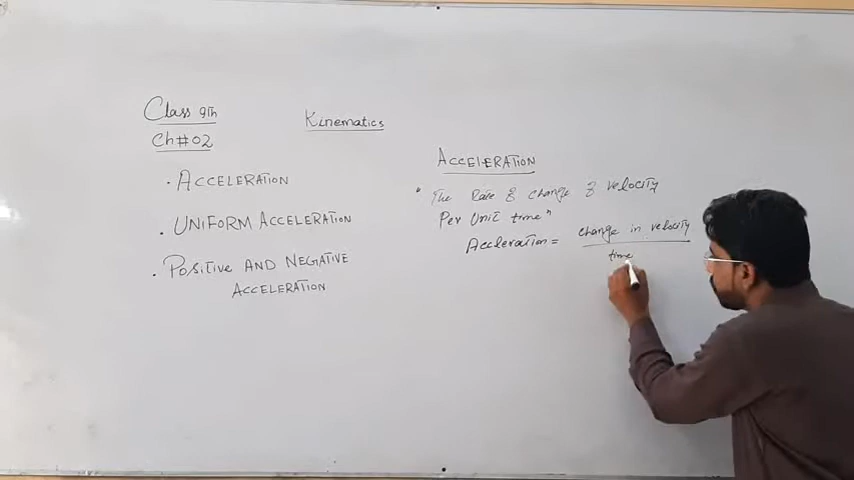 Class 9th
Ch#02
Kinematics
• ACCELERATION
• UNIFORM ACCELERATION
• POSITIVE AND NEGATIVE
ACCELERATION
ACCELERATION
• The Rate of change of velocity
Per Unit time"
Accleration = change in velocity
time